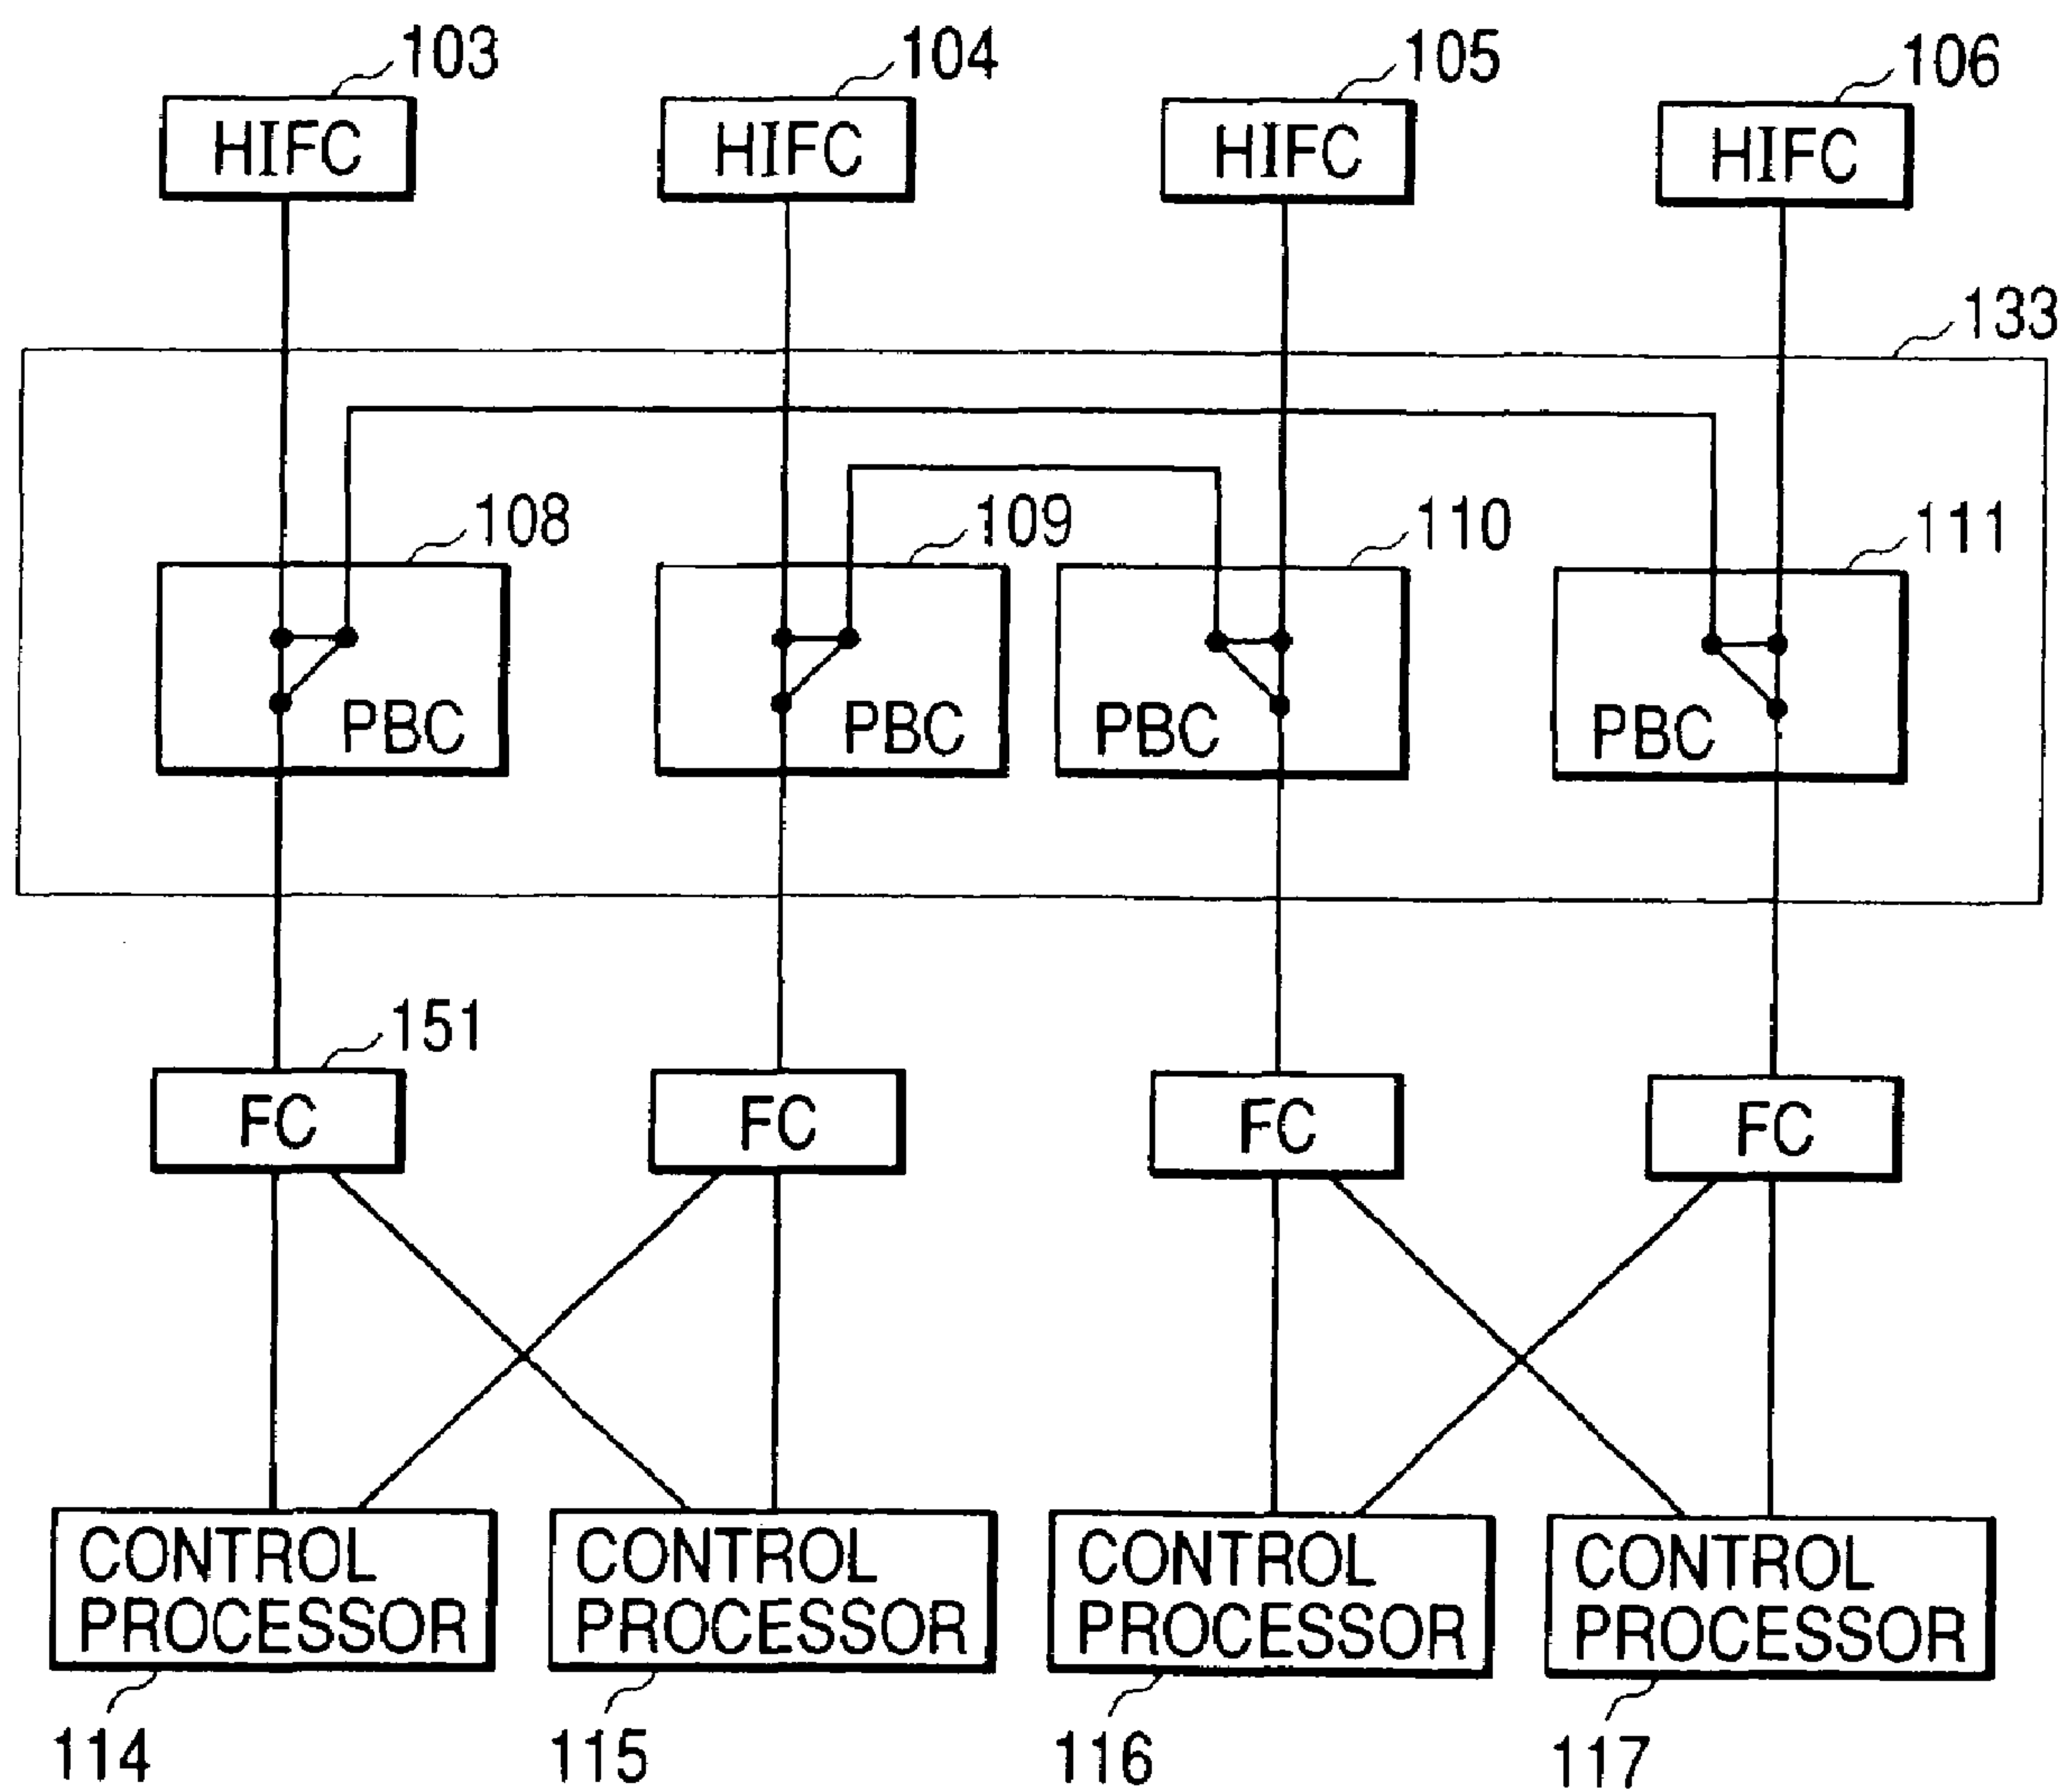 103
104
105
106
HIFC
HIFC
HIFC
HIFC
133
108
109
110
111
PBC
PBC
PBC
PBC
151
FC
FC
FC
FC
CONTROL
PROCESSOR
CONTROL
PROCESSOR
CONTROL
PROCESSOR
CONTROL
PROCESSOR
114
115
116
117